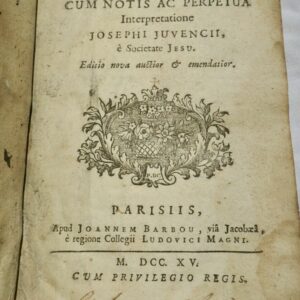 CUM NOTIS AC PERPETUA
Interpretatione
JOSEPHI JUVENCII,
è Societate JESU.
Editio nova auctior & emendatior.
PARISIIS,
Apud JOANNEM BARBOU, viâ Jacobæâ,
è regione Collegii LUDOVICI MAGNI.
M. DCC. XV.
CUM PRIVILEGIO REGIS.